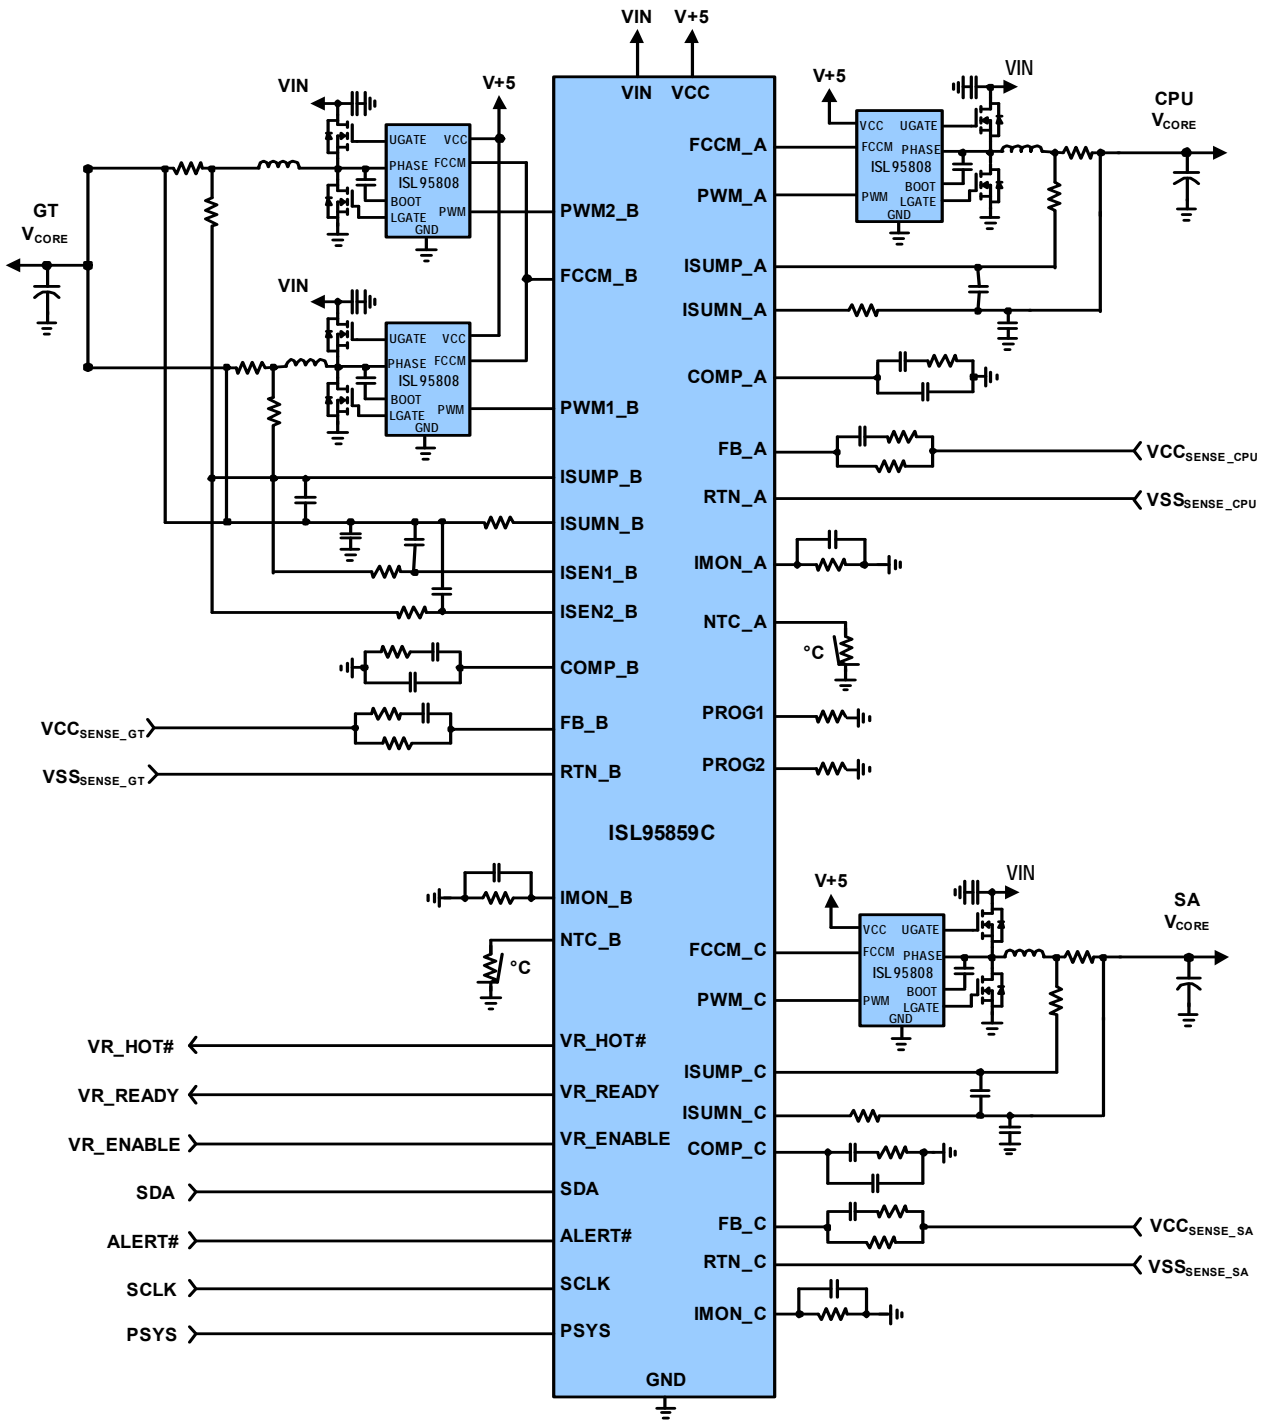 VIN V+5
VIN VCC
VIN
V+5
UGATE VCC
PHASE FCCM
ISL95808
BOOT
LGATE PWM
GND
GT
VCORE
VIN
UGATE VCC
PHASE FCCM
ISL95808
BOOT
LGATE PWM
GND
PWM2_B
FCCM_B
PWM1_B
ISUMP_B
ISUMN_B
ISEN1_B
ISEN2_B
COMP_B
VCCSENSE_GT
FB_B
VSSSENSE_GT
RTN_B
ISL95859C
IMON_B
NTC_B
°C
VR_HOT# VR_HOT#
VR_READY VR_READY
VR_ENABLE VR_ENABLE
SDA SDA
ALERT# ALERT#
SCLK SCLK
PSYS PSYS
GND
V+5
VIN
CPU
VCORE
VCC UGATE
FCCM PHASE
ISL95808
BOOT
PWM LGATE
GND
FCCM_A
PWM_A
ISUMP_A
ISUMN_A
COMP_A
FB_A
VCCSENSE_CPU
RTN_A
VSSSENSE_CPU
IMON_A
NTC_A
°C
PROG1
PROG2
V+5
VIN
SA
VCORE
VCC UGATE
FCCM PHASE
ISL95808
BOOT
PWM LGATE
GND
FCCM_C
PWM_C
ISUMP_C
ISUMN_C
COMP_C
FB_C
VCCSENSE_SA
RTN_C
VSSSENSE_SA
IMON_C